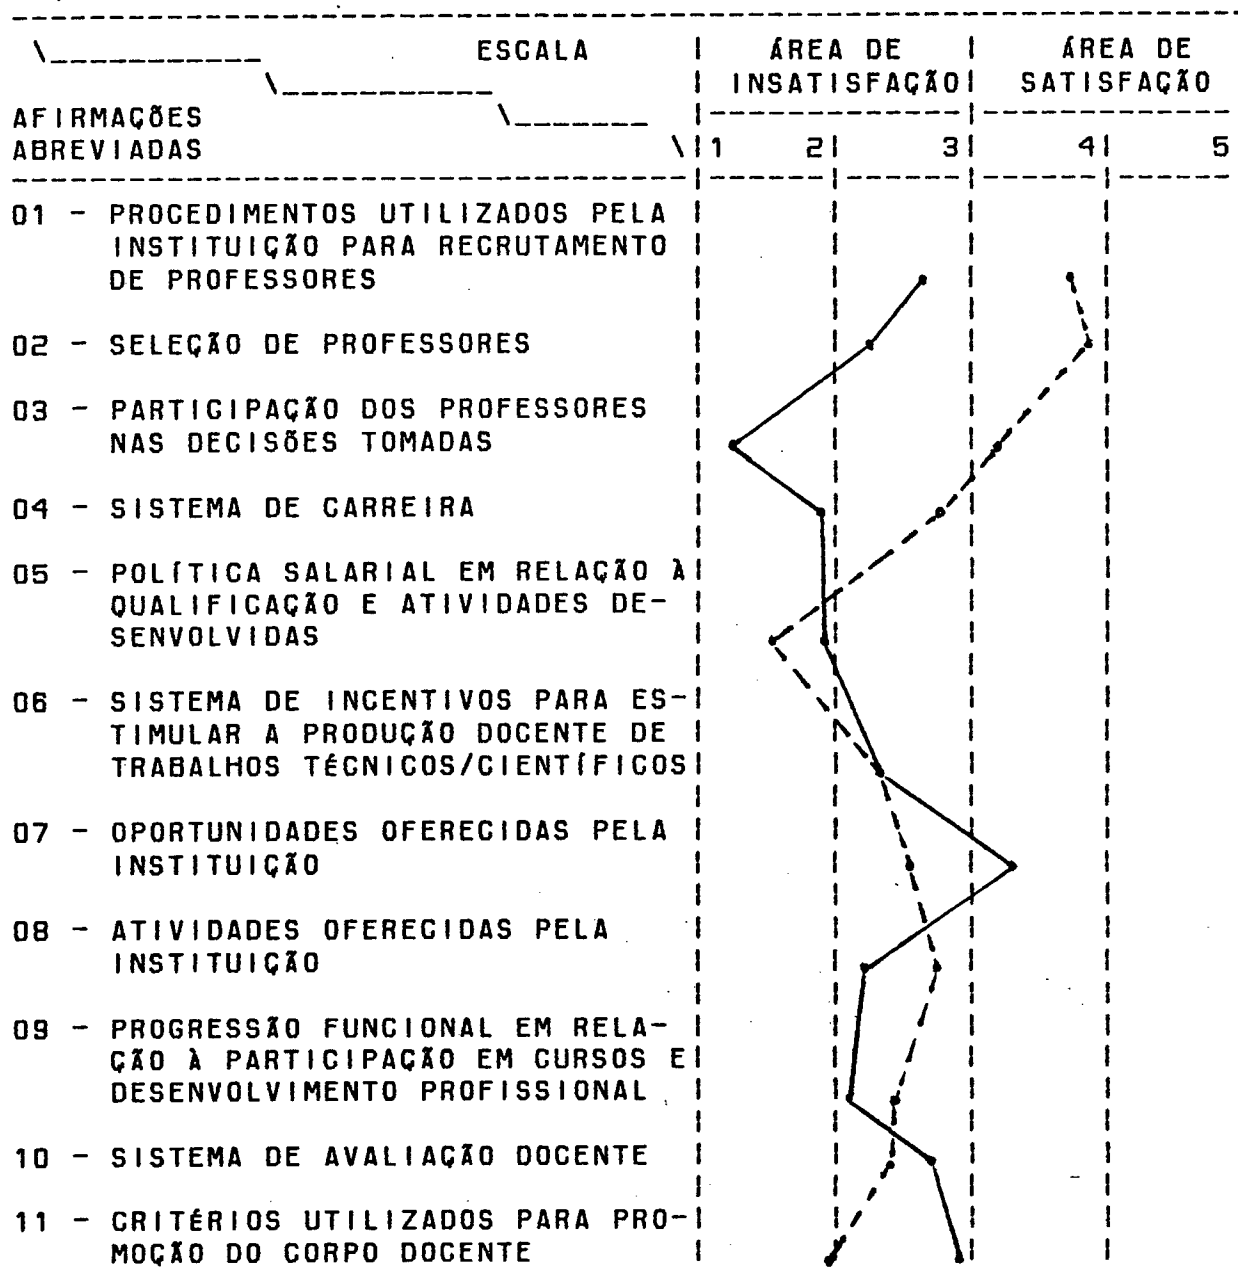 ESCALA ÁREA DE ÁREA DE
INSATISFAÇÃO SATISFAÇÃO
AFIRMAÇÕES
ABREVIADAS 1 2 3 4 5
01 - PROCEDIMENTOS UTILIZADOS PELA
INSTITUIÇÃO PARA RECRUTAMENTO
DE PROFESSORES
02 - SELEÇÃO DE PROFESSORES
03 - PARTICIPAÇÃO DOS PROFESSORES
NAS DECISÕES TOMADAS
04 - SISTEMA DE CARREIRA
05 - POLÍTICA SALARIAL EM RELAÇÃO À
QUALIFICAÇÃO E ATIVIDADES DE-
SENVOLVIDAS
06 - SISTEMA DE INCENTIVOS PARA ES-
TIMULAR A PRODUÇÃO DOCENTE DE
TRABALHOS TÉCNICOS/CIENTÍFICOS
07 - OPORTUNIDADES OFERECIDAS PELA
INSTITUIÇÃO
08 - ATIVIDADES OFERECIDAS PELA
INSTITUIÇÃO
09 - PROGRESSÃO FUNCIONAL EM RELA-
ÇÃO À PARTICIPAÇÃO EM CURSOS E
DESENVOLVIMENTO PROFISSIONAL
10 - SISTEMA DE AVALIAÇÃO DOCENTE
11 - CRITÉRIOS UTILIZADOS PARA PRO-
MOÇÃO DO CORPO DOCENTE